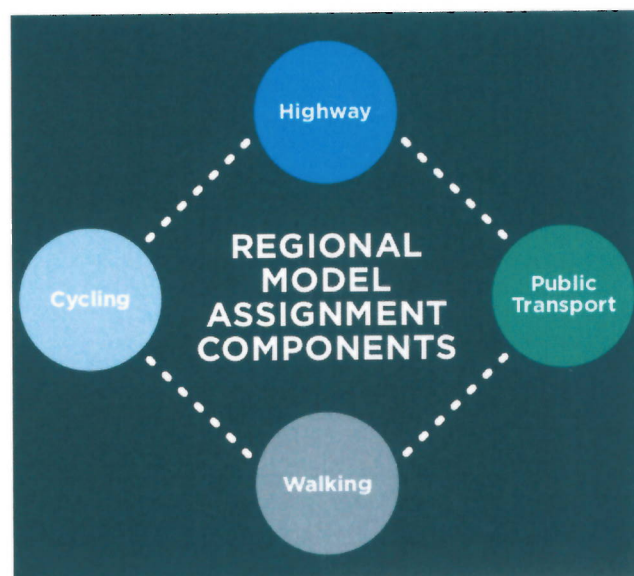 Highway
REGIONAL
MODEL
ASSIGNMENT
COMPONENTS
Cycling
Public
Transport
Walking